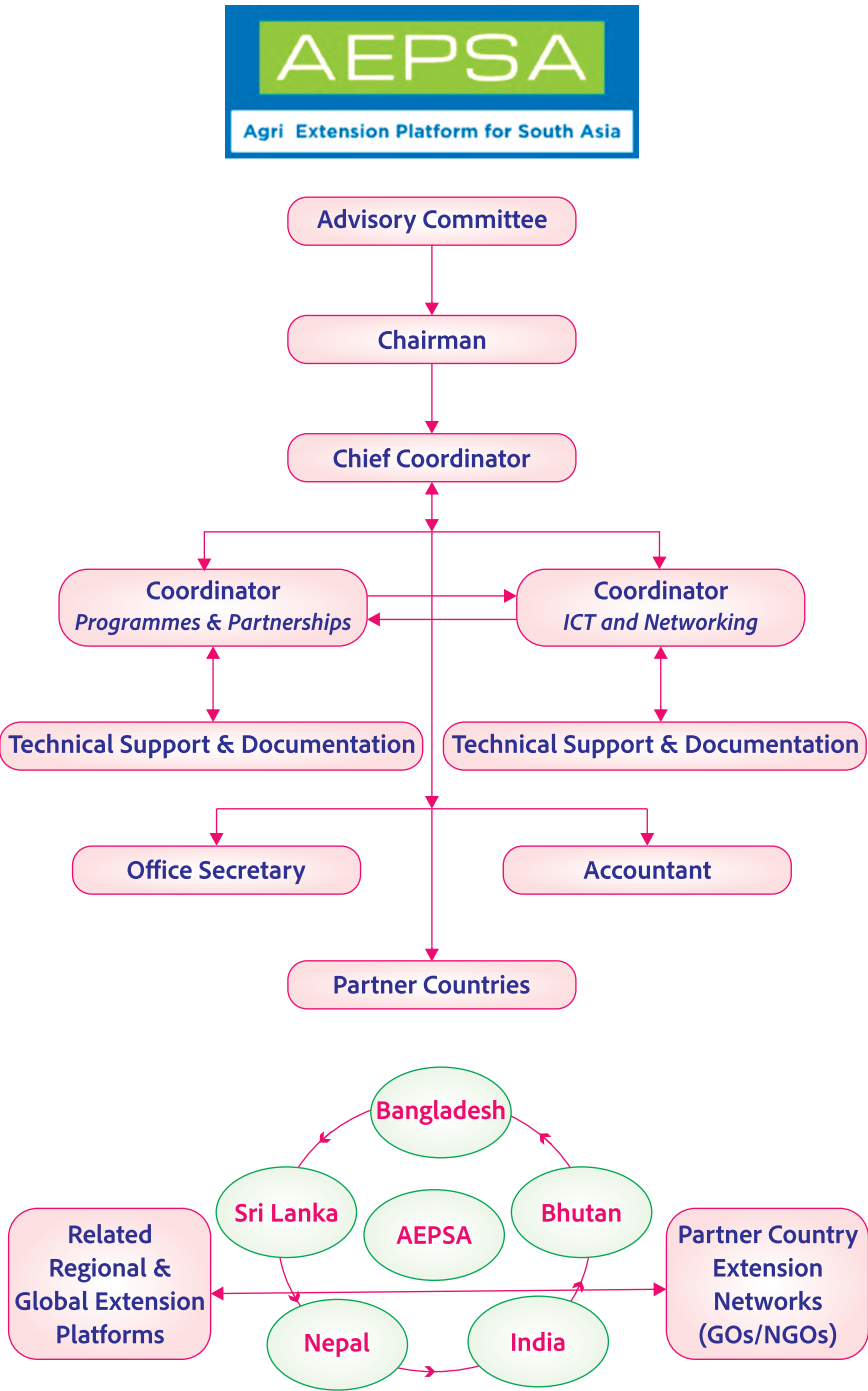 AEPSA
Agri Extension Platform for South Asia
Advisory Committee
Chairman
Chief Coordinator
Coordinator
Programmes & Partnerships
Coordinator
ICT and Networking
Technical Support & Documentation
Technical Support & Documentation
Office Secretary
Accountant
Partner Countries
Bangladesh
Sri Lanka
AEPSA
Bhutan
Related
Regional &
Global Extension
Platforms
Partner Country
Extension
Networks
(GOs/NGOs)
Nepal
India